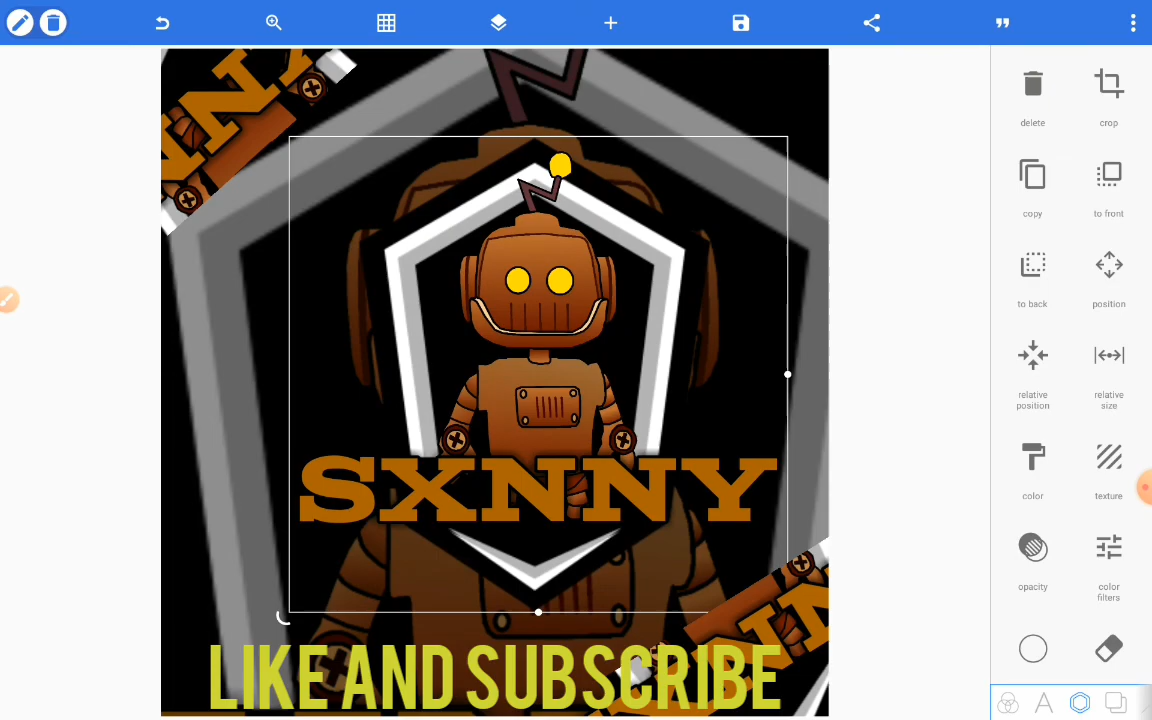 delete
crop
copy
to front
to back
position
relative
position
relative
size
color
texture
opacity
color
filters
SXNNY
LIKE AND SUBSCRIBE